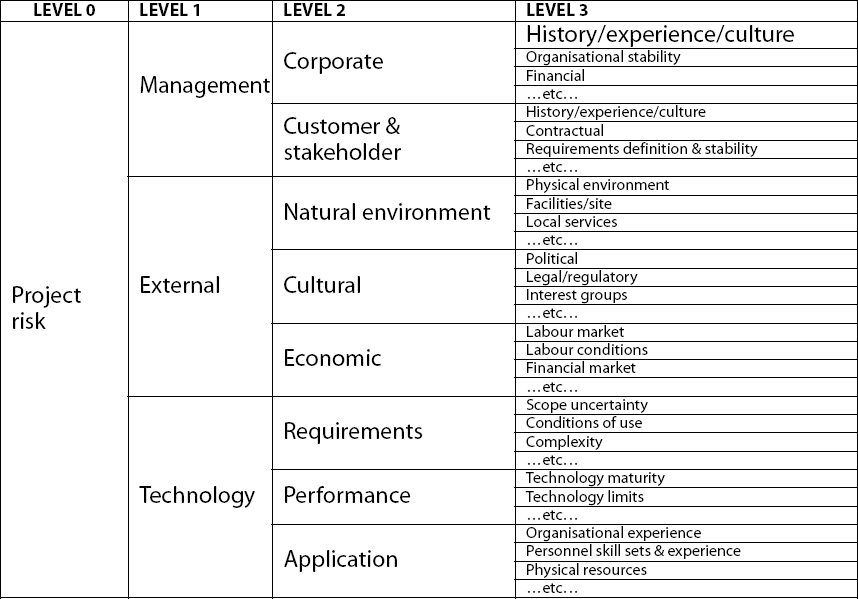 LEVEL 0 LEVEL 1 LEVEL 2 LEVEL 3
Project
risk
Management
Corporate
History/experience/culture
Organisational stability
Financial
…etc…
Customer &
stakeholder
History/experience/culture
Contractual
Requirements definition & stability
…etc…
External
Natural environment
Physical environment
Facilities/site
Local services
…etc…
Cultural
Political
Legal/regulatory
Interest groups
…etc…
Economic
Labour market
Labour conditions
Financial market
…etc…
Technology
Requirements
Scope uncertainty
Conditions of use
Complexity
…etc…
Performance
Technology maturity
Technology limits
…etc…
Application
Organisational experience
Personnel skill sets & experience
Physical resources
…etc…